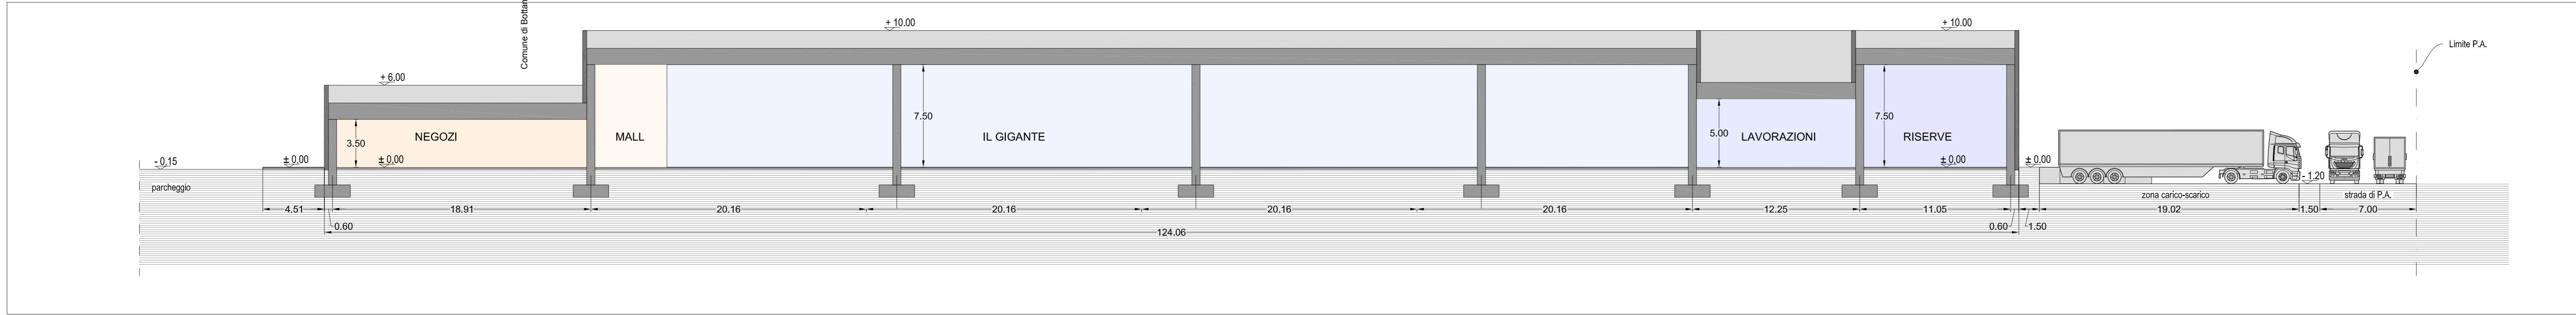 Comune di Bottan
+ 10.00
+ 10.00
Limite P.A.
+ 6,00
7.50
7.50
NEGOZI
MALL
IL GIGANTE
5.00
LAVORAZIONI
RISERVE
3.50
- 0.15
± 0,00
± 0,00
± 0,00
± 0,00
- 1.20
parcheggio
zona carico-scarico
strada di P.A.
4.51
18.91
20.16
20.16
20.16
20.16
12.25
11.05
19.02
1.50
7.00
0.60
0.60
1.50
124.06